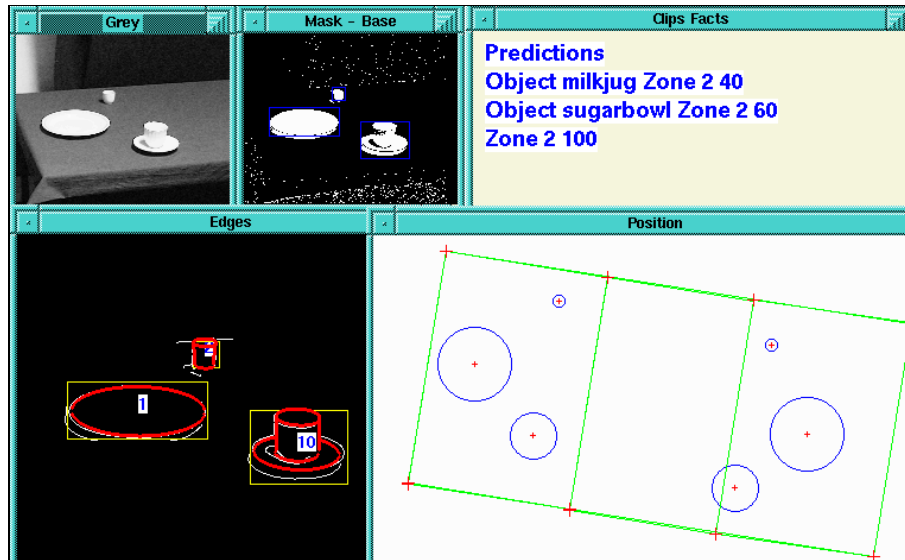 Grey
Mask - Base
Clips Facts
Predictions
Object milkjug Zone 2 40
Object sugarbowl Zone 2 60
Zone 2 100
Edges
Position
1
10